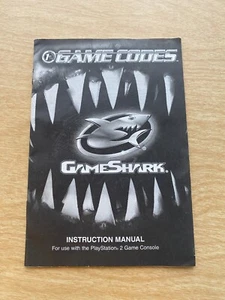 GAME CODES
GAMESHARK.
INSTRUCTION MANUAL
For use with the PlayStation® 2 Game Console